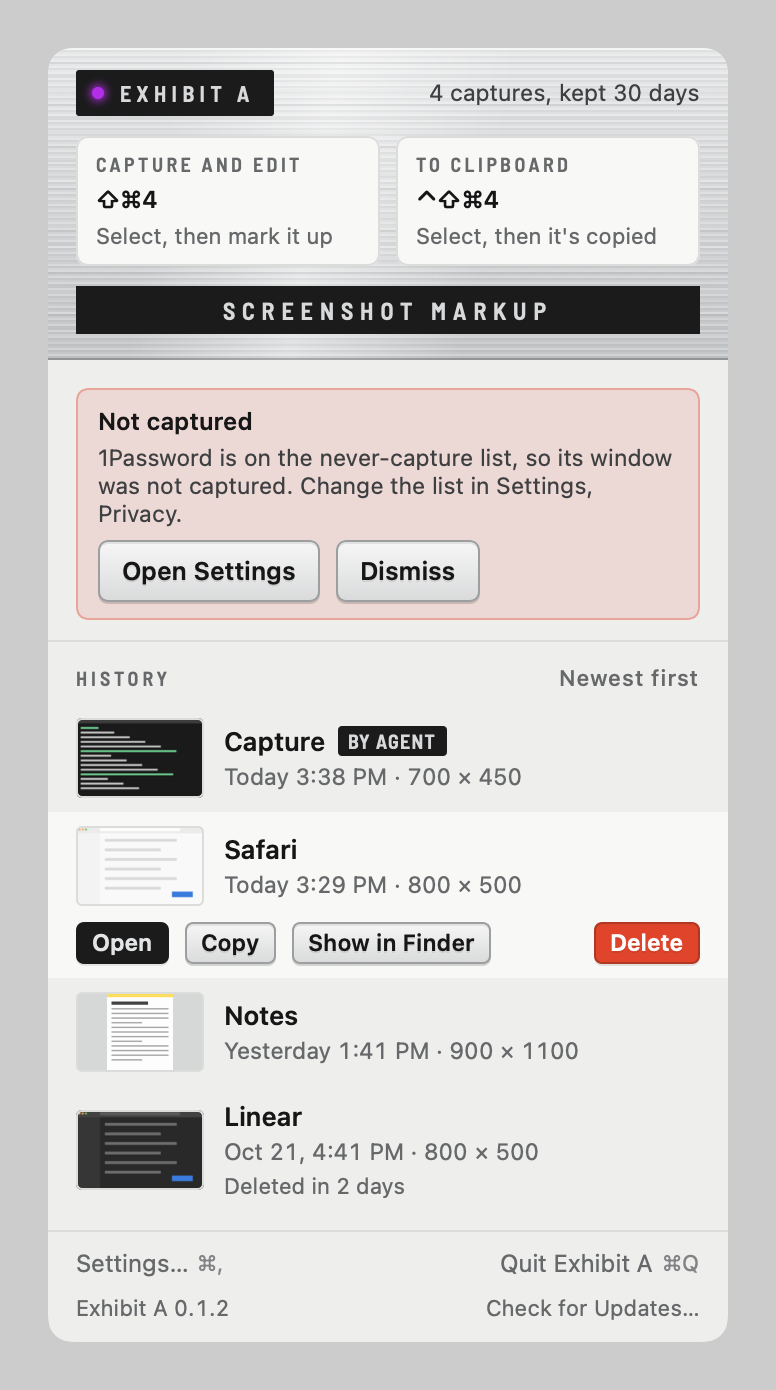 EXHIBIT A
4 captures, kept 30 days
CAPTURE AND EDIT
⇧⌘4
Select, then mark it up
TO CLIPBOARD
⌃⇧⌘4
Select, then it's copied
SCREENSHOT MARKUP
Not captured
1Password is on the never-capture list, so its window
was not captured. Change the list in Settings,
Privacy.
Open Settings
Dismiss
HISTORY
Newest first
Capture BY AGENT
Today 3:38 PM · 700 × 450
Safari
Today 3:29 PM · 800 × 500
Open
Copy
Show in Finder
Delete
Notes
Yesterday 1:41 PM · 900 × 1100
Linear
Oct 21, 4:41 PM · 800 × 500
Deleted in 2 days
Settings... ⌘,
Quit Exhibit A ⌘Q
Exhibit A 0.1.2
Check for Updates...